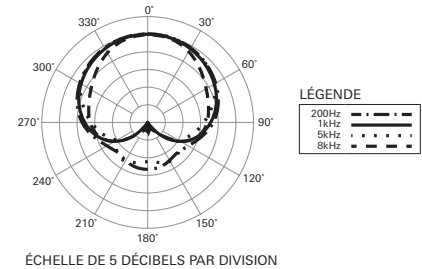 0˚
330˚
30˚
300˚
60˚
LÉGENDE
200Hz
1kHz
5kHz
8kHz
270˚
90˚
240˚
120˚
210˚
150˚
180˚
ÉCHELLE DE 5 DÉCIBELS PAR DIVISION